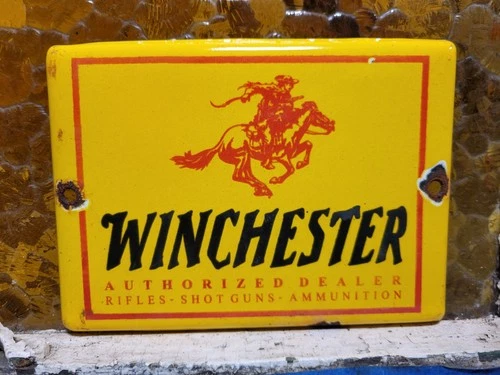 WINCHESTER
AUTHORIZED DEALER
RIFLES - SHOT GUNS - AMMUNITION